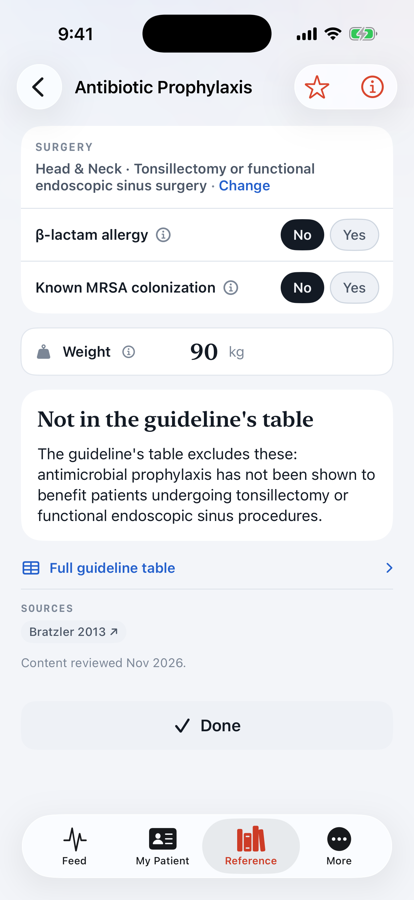 9:41
Antibiotic Prophylaxis
SURGERY
Head & Neck · Tonsillectomy or functional
endoscopic sinus surgery · Change
β-lactam allergy
No
Yes
Known MRSA colonization
No
Yes
Weight
90 kg
Not in the guideline's table
The guideline's table excludes these:
antimicrobial prophylaxis has not been shown to
benefit patients undergoing tonsillectomy or
functional endoscopic sinus procedures.
Full guideline table
SOURCES
Bratzler 2013 ↗
Content reviewed Nov 2026.
Done
Feed
My Patient
Reference
More